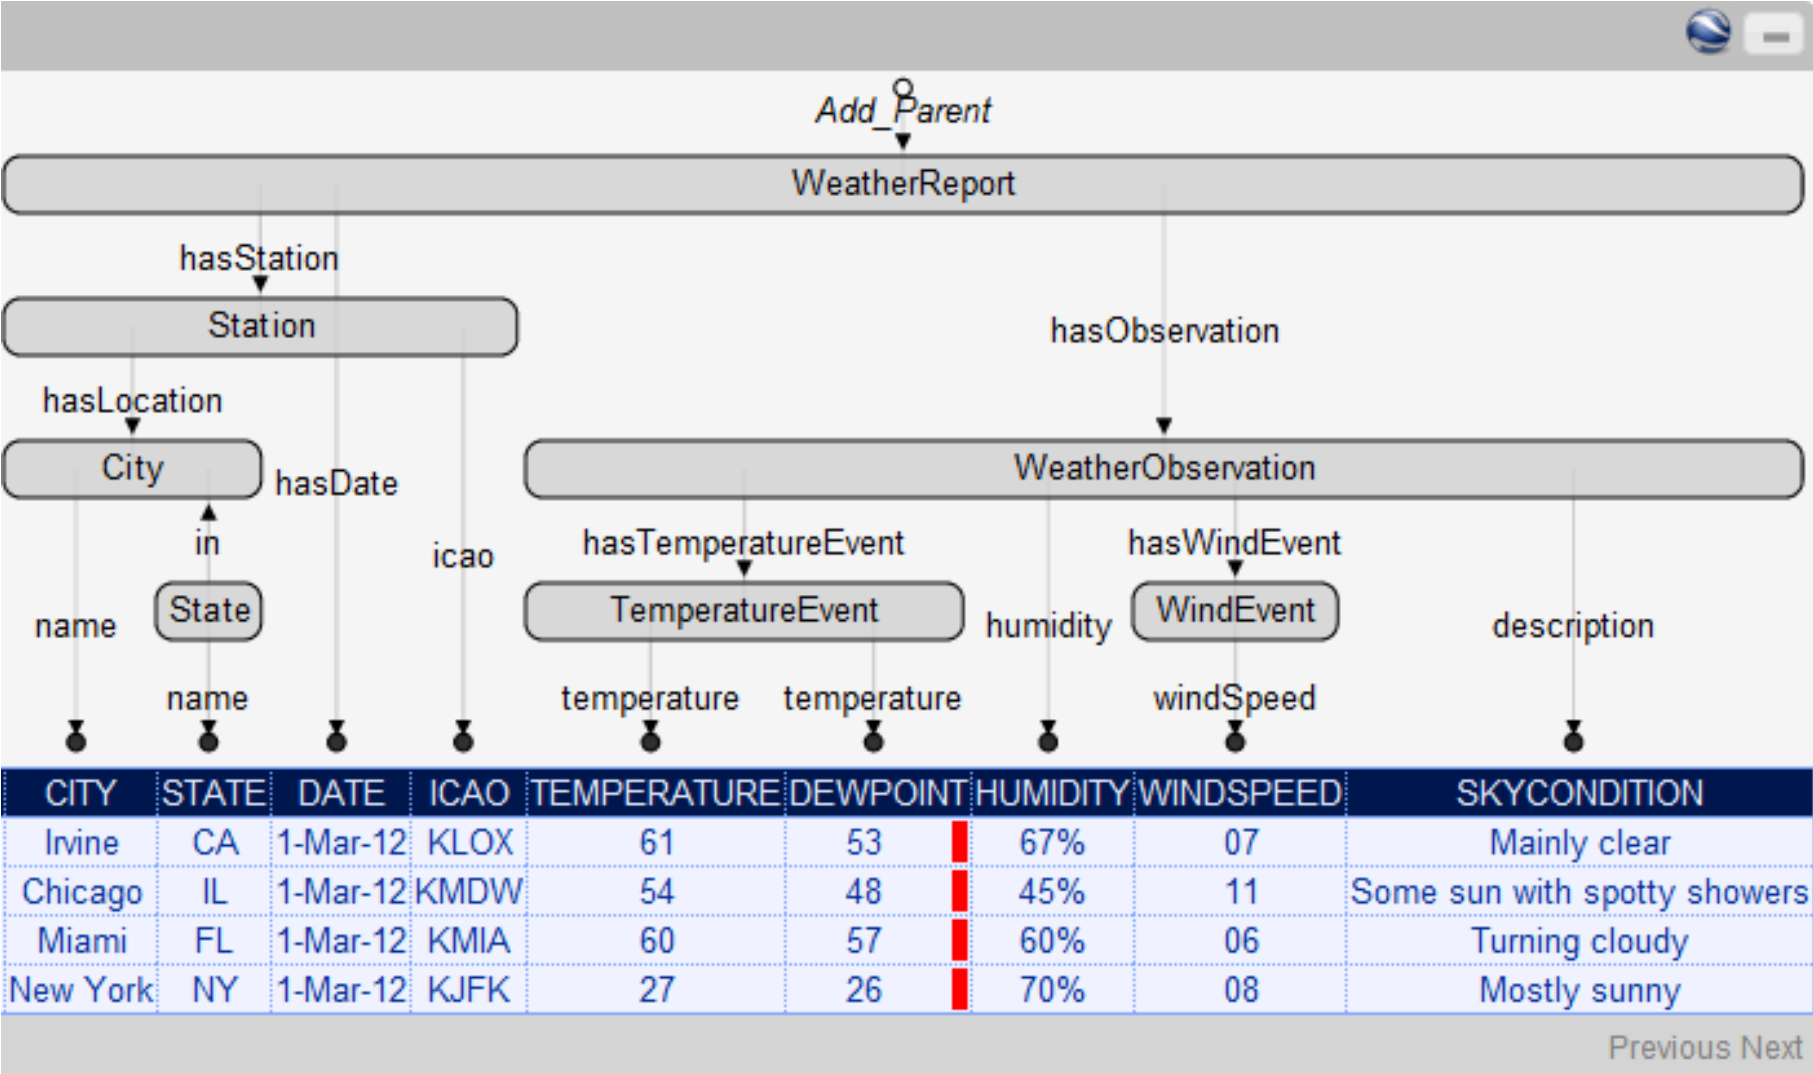 Add_Parent
WeatherReport
hasStation
Station
hasObservation
hasLocation
City
hasDate
WeatherObservation
in
icao
hasTemperatureEvent
hasWindEvent
name
State
TemperatureEvent
humidity
WindEvent
description
name
temperature
temperature
windSpeed
CITY STATE DATE ICAO TEMPERATURE DEWPOINT HUMIDITY WINDSPEED SKYCONDITION
Irvine CA 1-Mar-12 KLOX 61 53 67% 07 Mainly clear
Chicago IL 1-Mar-12 KMDW 54 48 45% 11 Some sun with spotty showers
Miami FL 1-Mar-12 KMIA 60 57 60% 06 Turning cloudy
New York NY 1-Mar-12 KJFK 27 26 70% 08 Mostly sunny
Previous Next